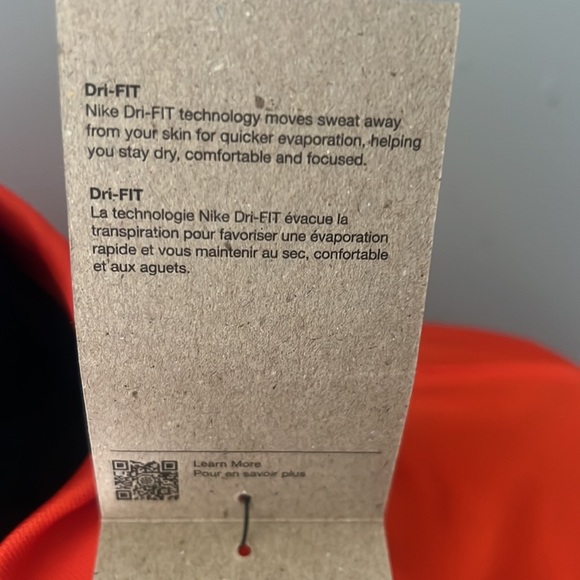 Dri-FIT
Nike Dri-FIT technology moves sweat away
from your skin for quicker evaporation, helping
you stay dry, comfortable and focused.
Dri-FIT
La technologie Nike Dri-FIT évacue la
transpiration pour favoriser une évaporation
rapide et vous maintenir au sec, confortable
et aux aguets.
Learn More
Pour en savoir plus